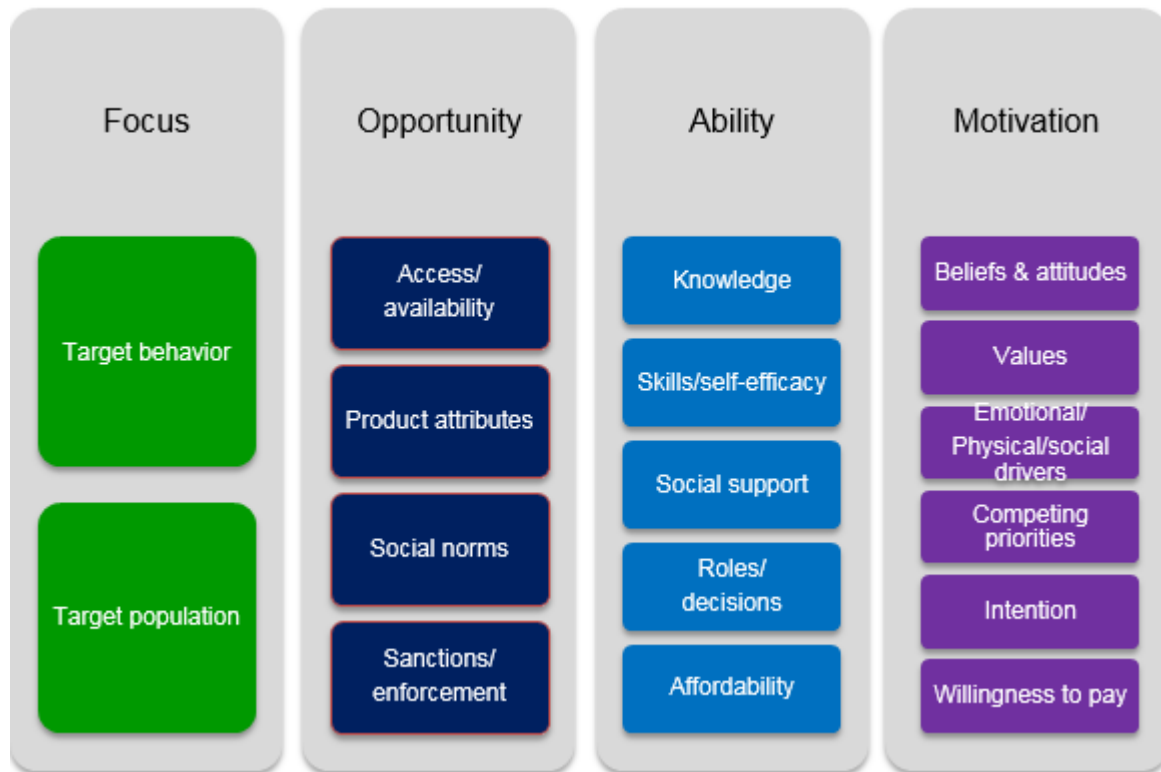 Focus
Target behavior
Target population
Opportunity
Access/
availability
Product attributes
Social norms
Sanctions/
enforcement
Ability
Knowledge
Skills/self-efficacy
Social support
Roles/
decisions
Affordability
Motivation
Beliefs & attitudes
Values
Emotional/
Physical/social
drivers
Competing
priorities
Intention
Willingness to pay